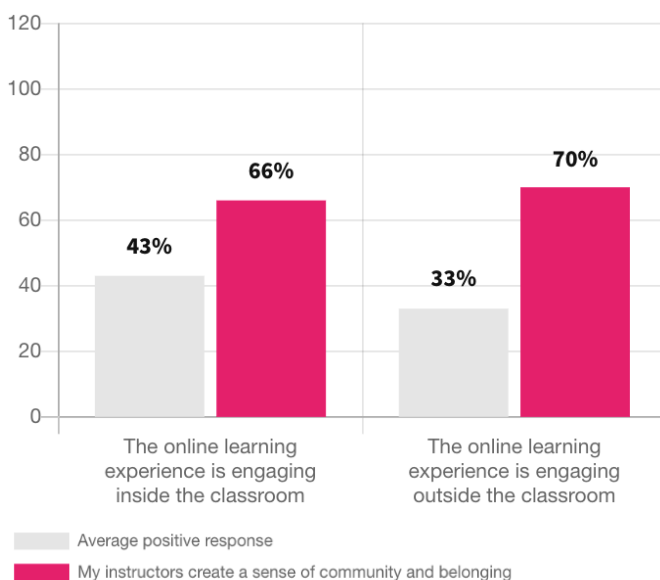 120
100
80
60
40
20
0
43%
66%
33%
70%
The online learning
experience is engaging
inside the classroom
The online learning
experience is engaging
outside the classroom
Average positive response
My instructors create a sense of community and belonging